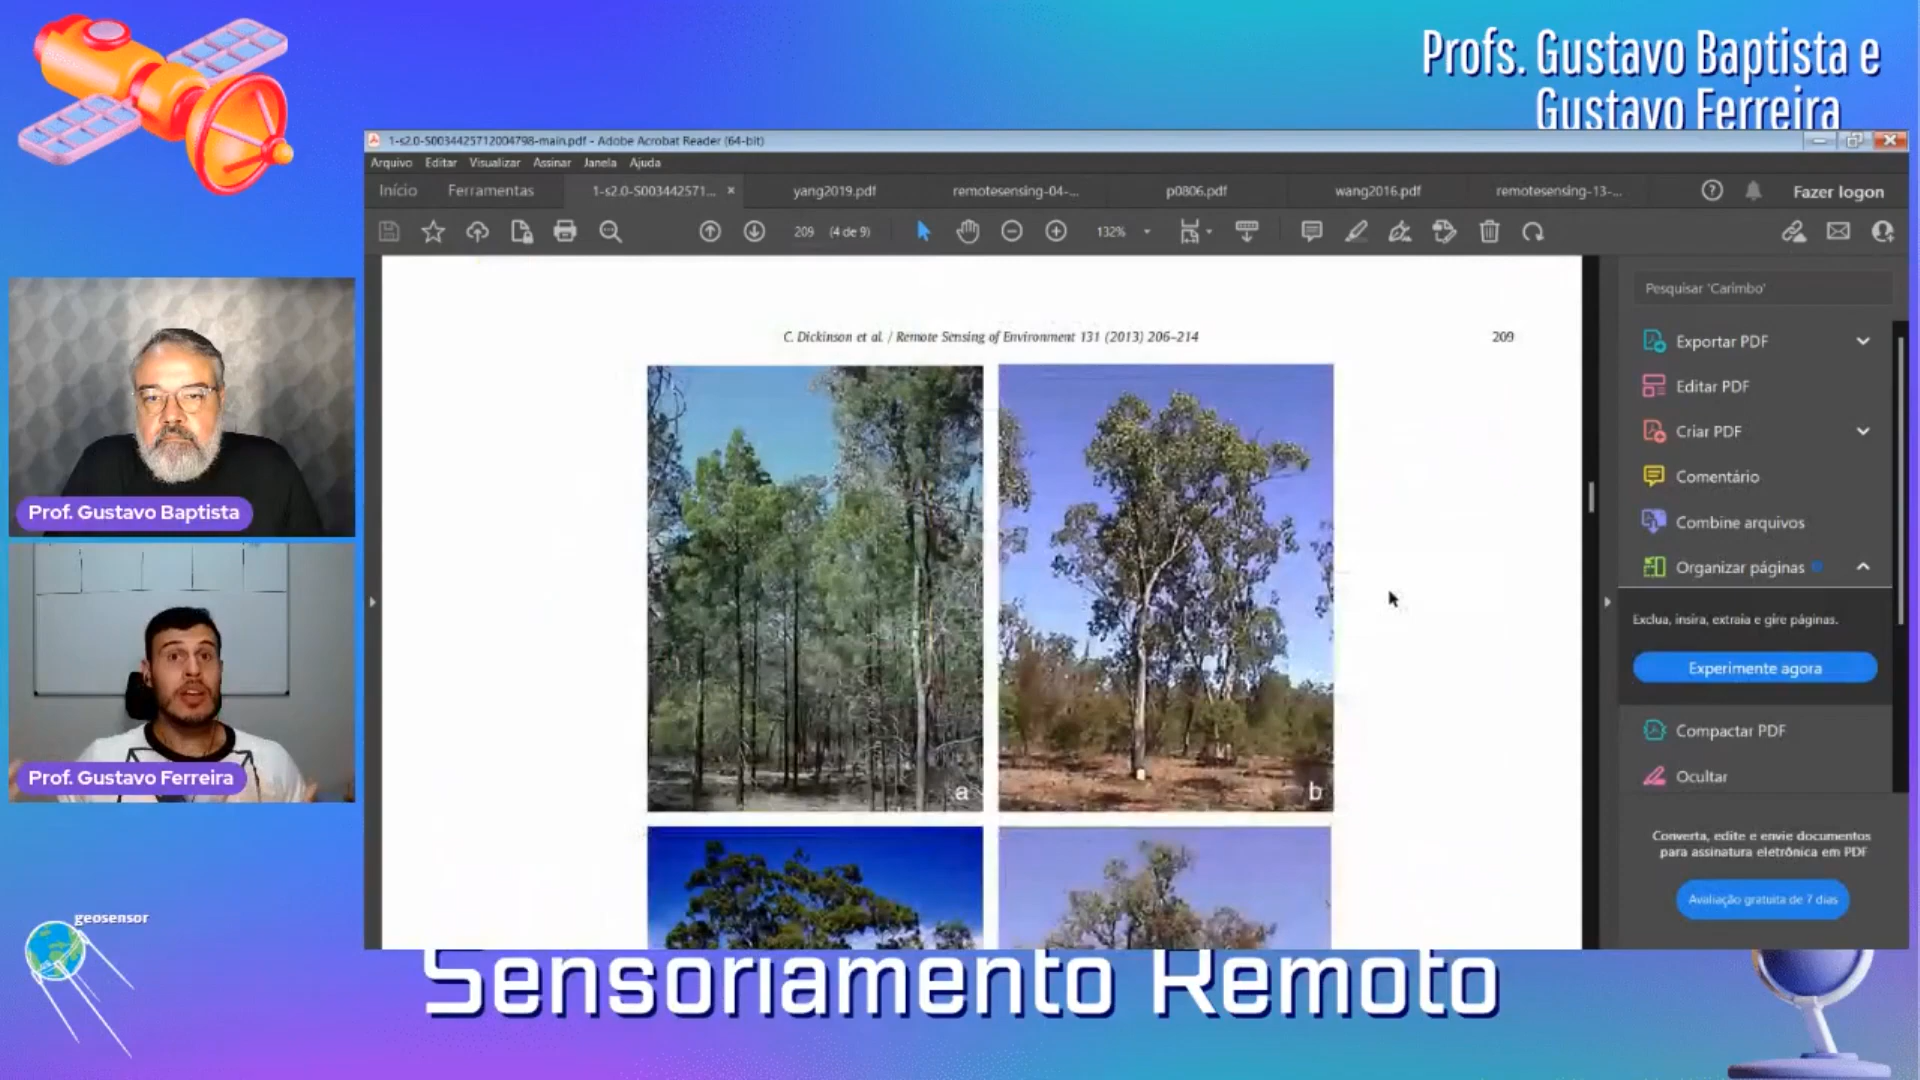 Profs. Gustavo Baptista e
Gustavo Ferreira
1-s2.0-S0034425712004798-main.pdf - Adobe Acrobat Reader (64-bit)
Arquivo Editar Visualizar Assinar Janela Ajuda
Início Ferramentas 1-s2.0-S003442571... × yang2019.pdf remotesensing-04-... p0806.pdf wang2016.pdf remotesensing-13-... Fazer logon
209 (4 de 9) 132%
Pesquisar 'Carimbo'
C. Dickinson et al. / Remote Sensing of Environment 131 (2013) 206–214 209
Exportar PDF
Editar PDF
Criar PDF
Comentário
Combine arquivos
Organizar páginas
Exclua, insira, extraia e gire páginas.
Experimente agora
Compactar PDF
Ocultar
a b
Converta, edite e envie documentos
para assinatura eletrônica em PDF
Avaliação gratuita de 7 dias
Prof. Gustavo Baptista
Prof. Gustavo Ferreira
geosensor
Sensoriamento Remoto